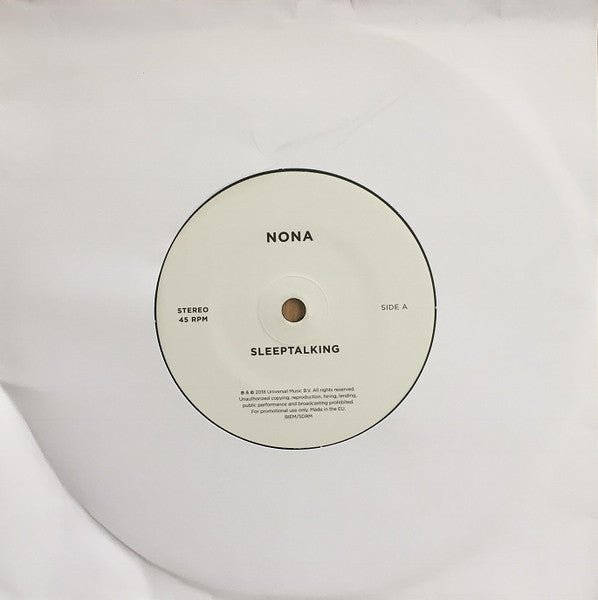 NONA
STEREO
45 RPM
SIDE A
SLEEPTALKING
℗ & © 2018 Universal Music B.V. All rights reserved.
Unauthorized copying, reproduction, hiring, lending,
public performance and broadcasting prohibited.
For promotional use only. Made in the EU.
BIEM/SDRM